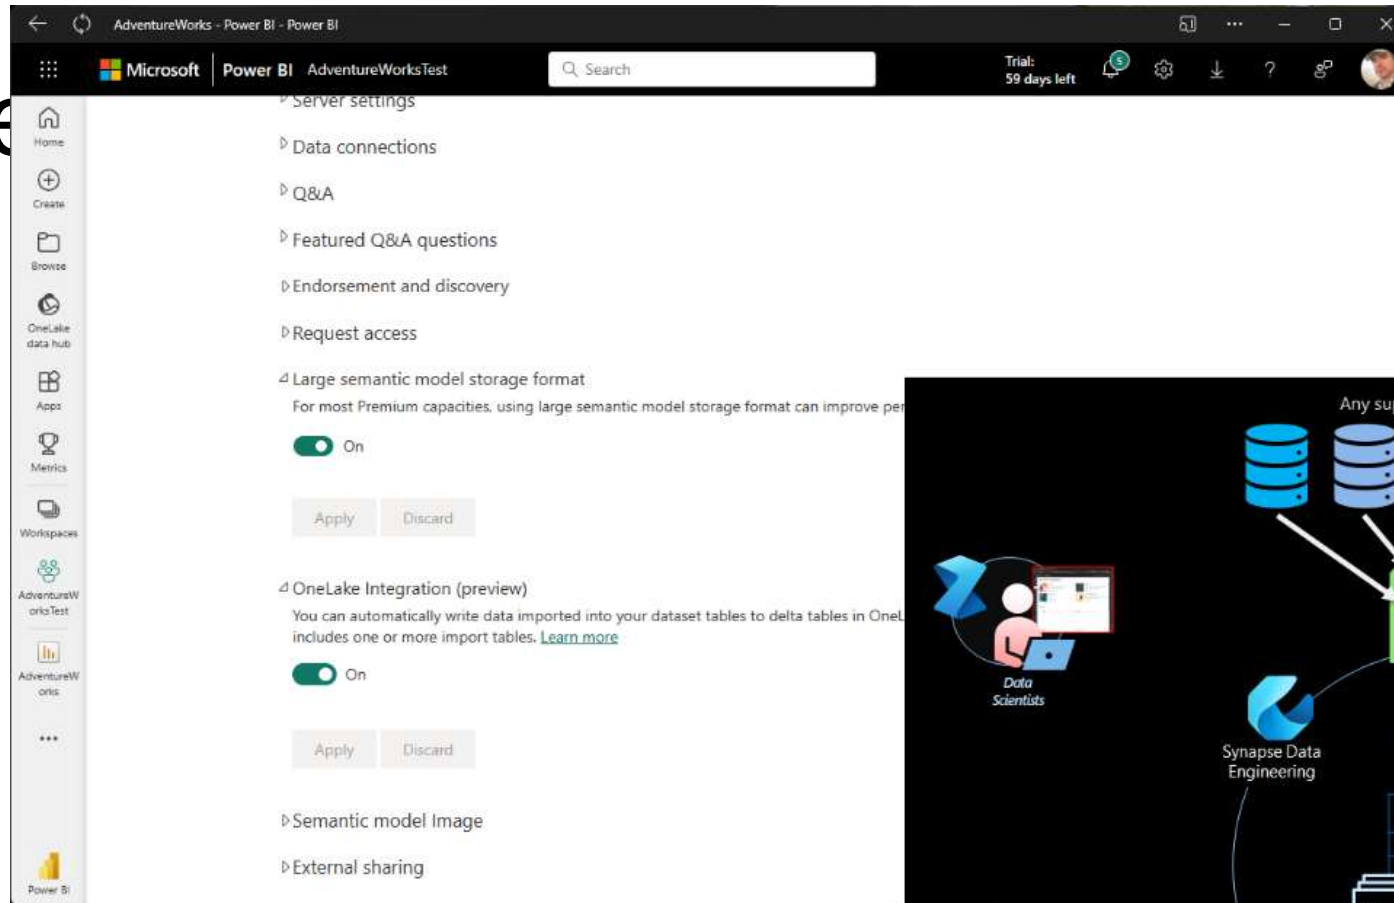 AdventureWorks - Power BI - Power BI
Microsoft Power BI AdventureWorksTest
Search
Trial:
59 days left
5
?
Home
Create
Browse
OneLake
data hub
Apps
Metrics
Workspaces
AdventureW
orksTest
AdventureW
orks
Power BI
Server settings
Data connections
Q&A
Featured Q&A questions
Endorsement and discovery
Request access
Large semantic model storage format
For most Premium capacities, using large semantic model storage format can improve per
On
Apply Discard
OneLake Integration (preview)
You can automatically write data imported into your dataset tables to delta tables in OneL
includes one or more import tables. Learn more
On
Apply Discard
Semantic model Image
External sharing
Any su
Data
Scientists
Synapse Data
Engineering